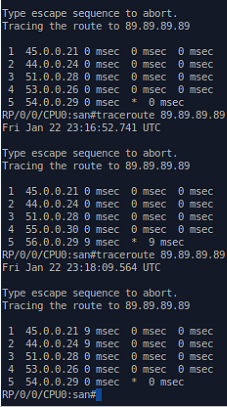 Type escape sequence to abort.
Tracing the route to 89.89.89.89
1 45.0.0.21 0 msec 0 msec 0 msec
2 44.0.0.24 0 msec 0 msec 0 msec
3 51.0.0.28 0 msec 0 msec 0 msec
4 53.0.0.26 0 msec 0 msec 0 msec
5 54.0.0.29 0 msec * 0 msec
RP/0/0/CPU0:san#traceroute 89.89.89.89
Fri Jan 22 23:16:52.741 UTC
Type escape sequence to abort.
Tracing the route to 89.89.89.89
1 45.0.0.21 0 msec 0 msec 0 msec
2 44.0.0.24 0 msec 0 msec 0 msec
3 51.0.0.28 0 msec 0 msec 0 msec
4 55.0.0.30 0 msec 0 msec 0 msec
5 56.0.0.29 9 msec * 9 msec
RP/0/0/CPU0:san#traceroute 89.89.89.89
Fri Jan 22 23:18:09.564 UTC
Type escape sequence to abort.
Tracing the route to 89.89.89.89
1 45.0.0.21 9 msec 0 msec 0 msec
2 44.0.0.24 9 msec 0 msec 0 msec
3 51.0.0.28 0 msec 0 msec 0 msec
4 53.0.0.26 0 msec 0 msec 0 msec
5 54.0.0.29 0 msec * 0 msec
RP/0/0/CPU0:san#